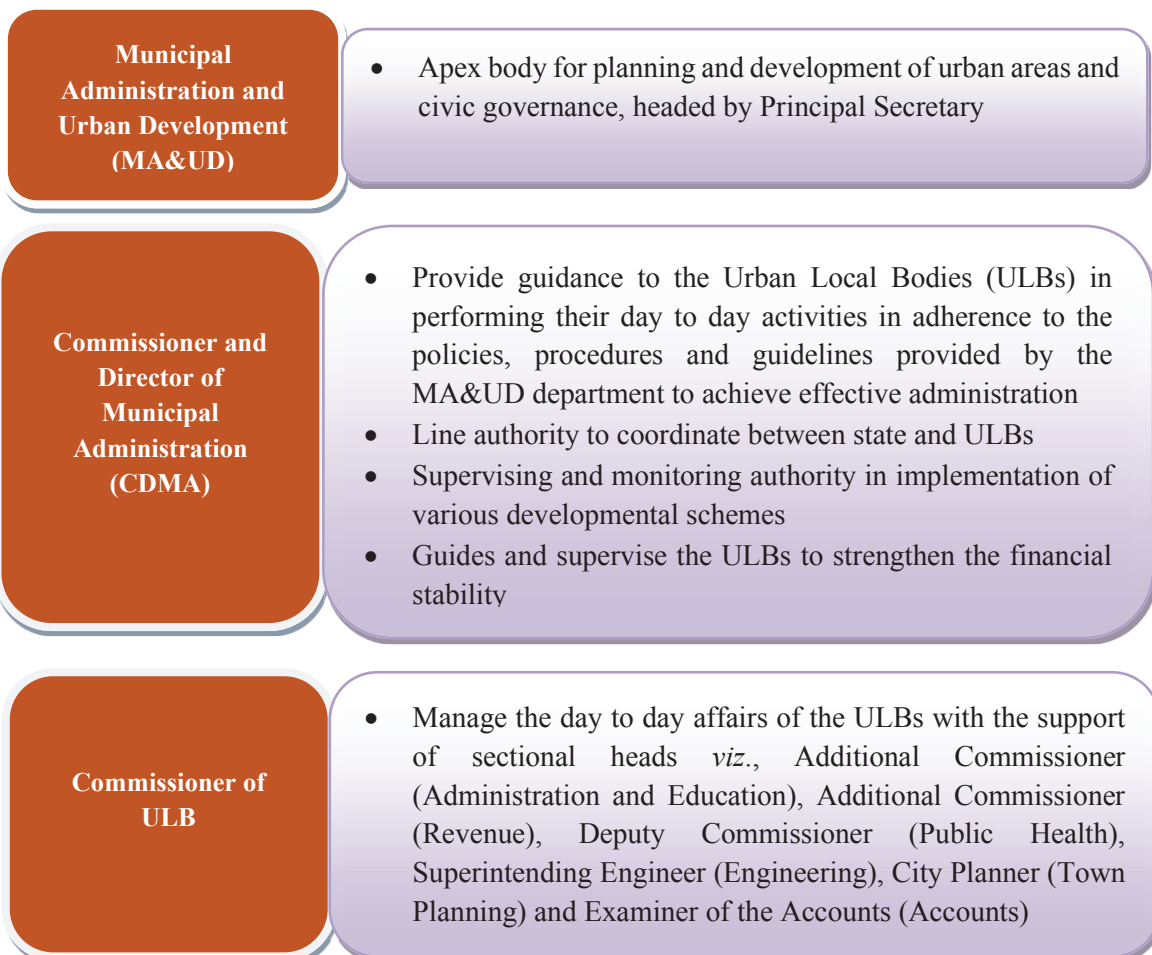 Municipal
Administration and
Urban Development
(MA&UD)
• Apex body for planning and development of urban areas and
civic governance, headed by Principal Secretary
Commissioner and
Director of
Municipal
Administration
(CDMA)
• Provide guidance to the Urban Local Bodies (ULBs) in
performing their day to day activities in adherence to the
policies, procedures and guidelines provided by the
MA&UD department to achieve effective administration
• Line authority to coordinate between state and ULBs
• Supervising and monitoring authority in implementation of
various developmental schemes
• Guides and supervise the ULBs to strengthen the financial
stability
Commissioner of
ULB
• Manage the day to day affairs of the ULBs with the support
of sectional heads viz., Additional Commissioner
(Administration and Education), Additional Commissioner
(Revenue), Deputy Commissioner (Public Health),
Superintending Engineer (Engineering), City Planner (Town
Planning) and Examiner of the Accounts (Accounts)